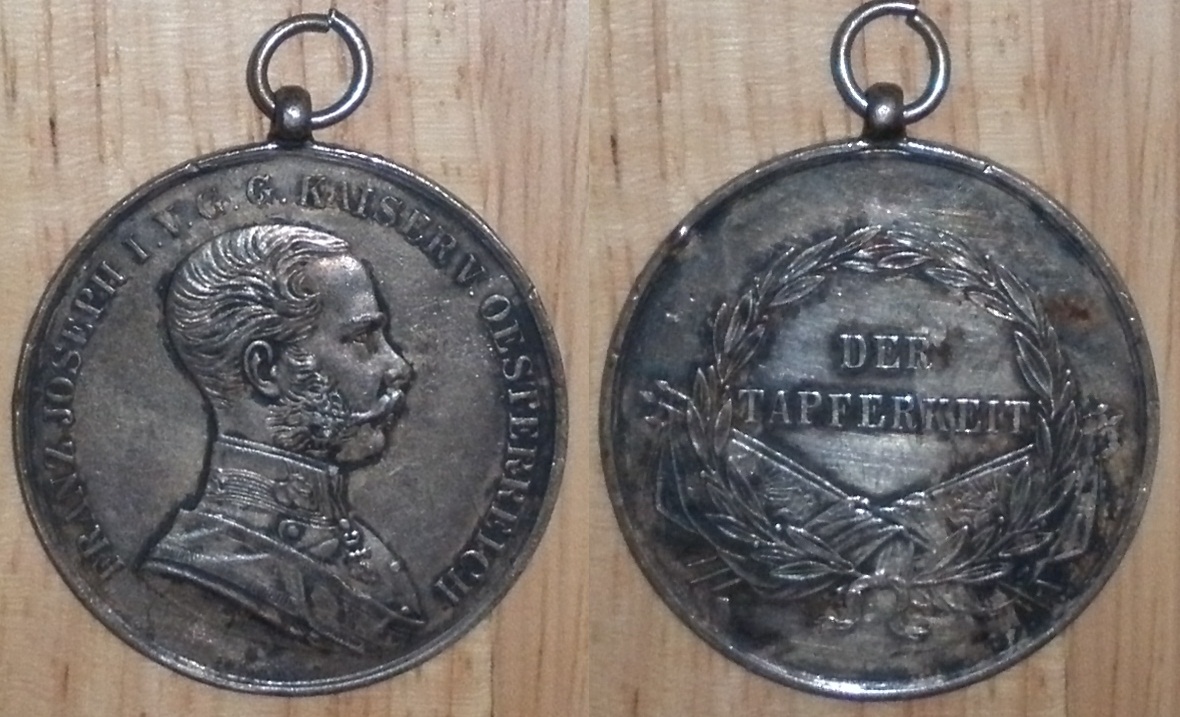 FRANZ JOSEPH I. V. G. G. KAISER V. OESTERREICH
DER
TAPFERKEIT